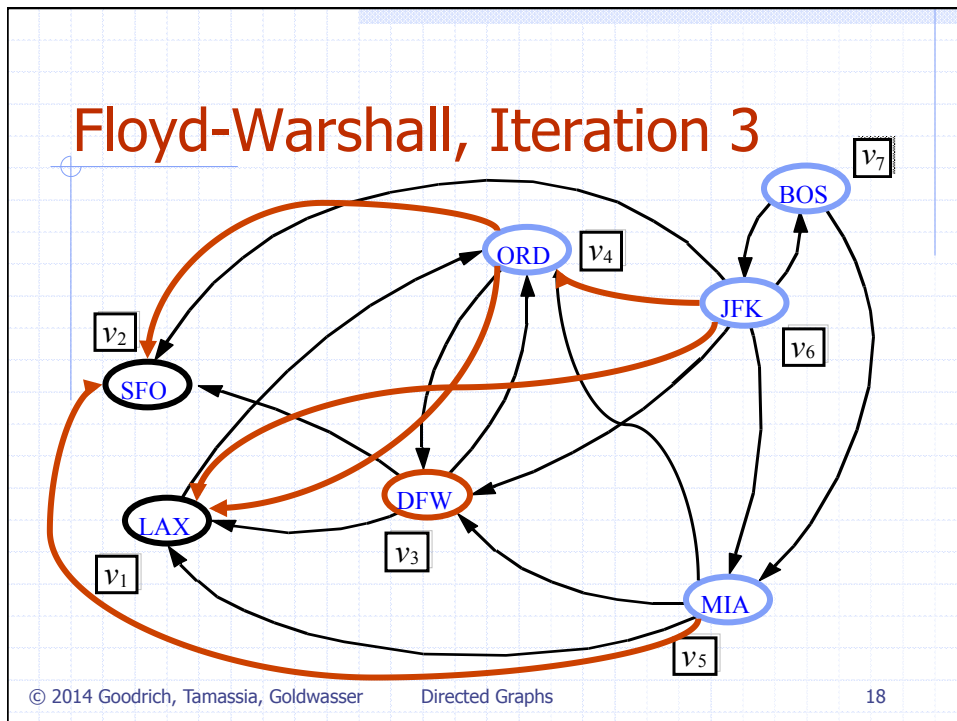 Floyd-Warshall, Iteration 3
v7
BOS
ORD
v4
JFK
v2
v6
SFO
DFW
LAX
v3
v1
MIA
v5
© 2014 Goodrich, Tamassia, Goldwasser
Directed Graphs
18